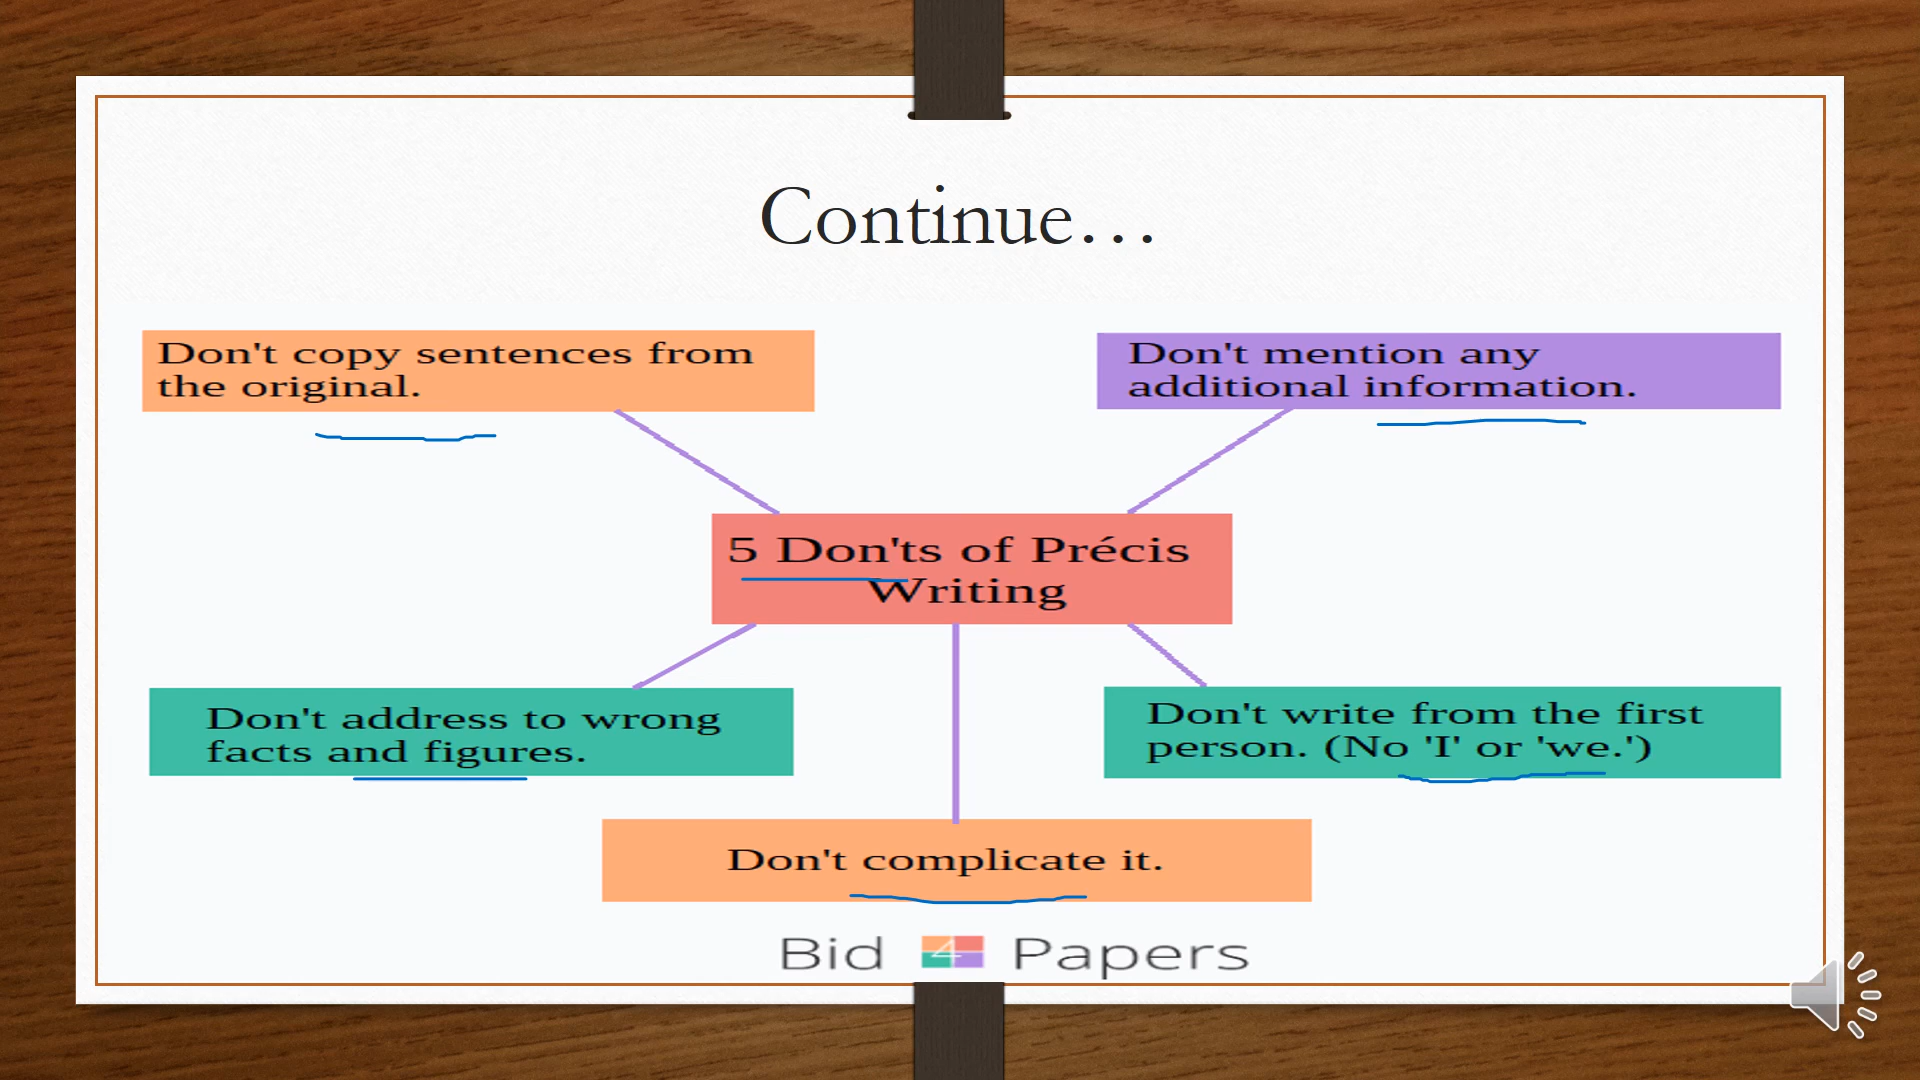 Continue…
Don't copy sentences from
the original.
Don't mention any
additional information.
5 Don'ts of Précis
Writing
Don't address to wrong
facts and figures.
Don't write from the first
person. (No 'I' or 'we.')
Don't complicate it.
Bid 4 Papers